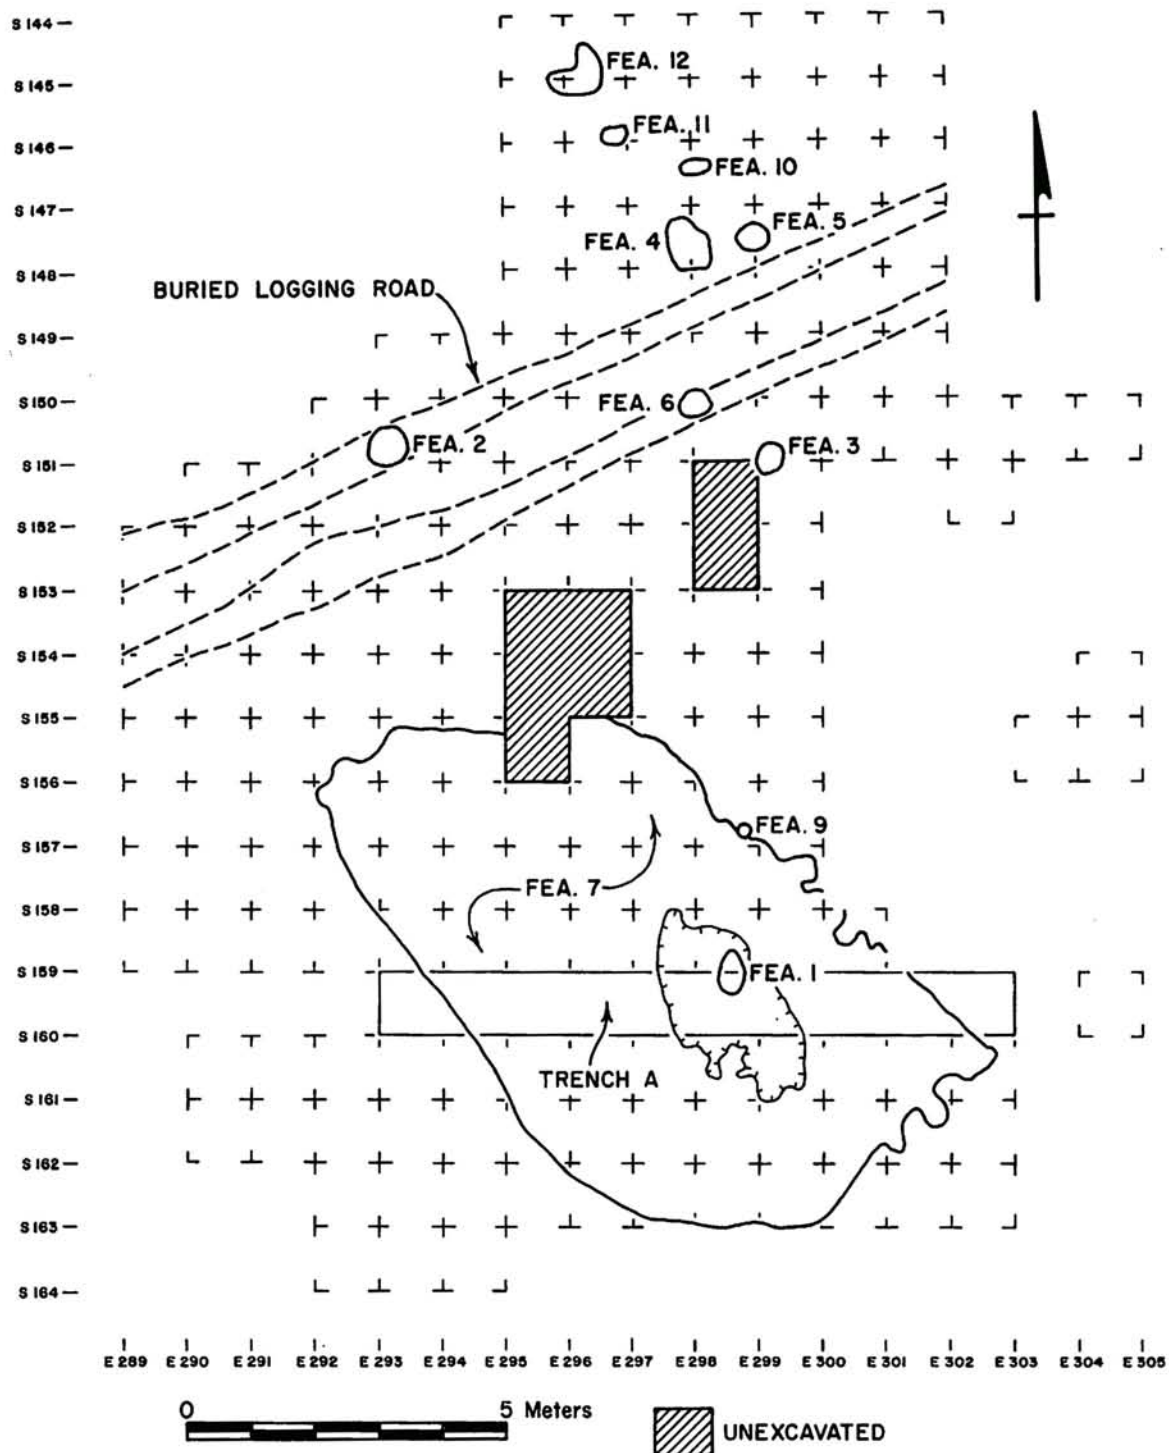 S 144
FEA. 12
S 145
FEA. 11
S 146
FEA. 10
S 147
FEA. 4
FEA. 5
S 148
BURIED LOGGING ROAD
S 149
S 150
FEA. 6
FEA. 2
FEA. 3
S 151
S 152
S 153
S 154
S 155
S 156
FEA. 9
S 157
FEA. 7
S 158
S 159
FEA. 1
S 160
TRENCH A
S 161
S 162
S 163
S 164
E 289 E 290 E 291 E 292 E 293 E 294 E 295 E 296 E 297 E 298 E 299 E 300 E 301 E 302 E 303 E 304 E 305
0 5 Meters
UNEXCAVATED